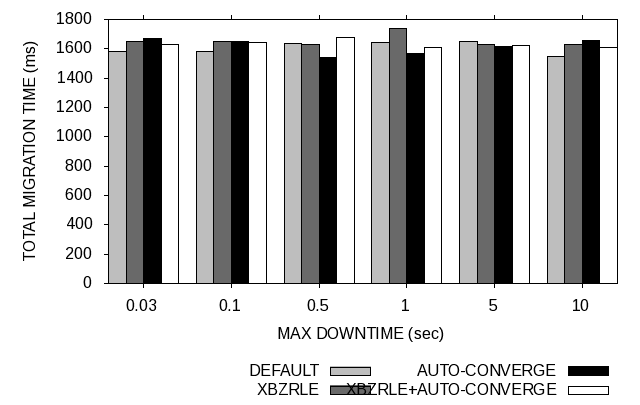 TOTAL MIGRATION TIME (ms)
1800
1600
1400
1200
1000
800
600
400
200
0
0.03 0.1 0.5 1 5 10
MAX DOWNTIME (sec)
DEFAULT AUTO-CONVERGE
XBZRLE XBZRLE+AUTO-CONVERGE